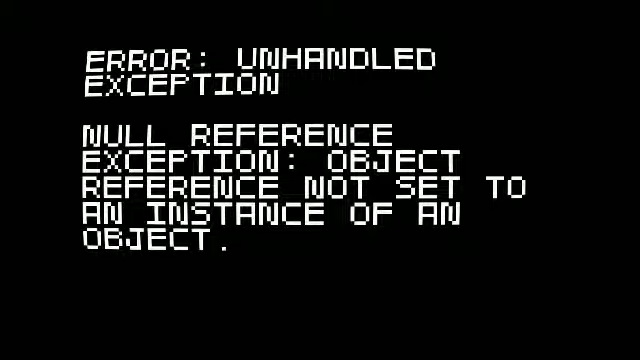 ERROR: UNHANDLED
EXCEPTION
NULL REFERENCE
EXCEPTION: OBJECT
REFERENCE NOT SET TO
AN INSTANCE OF AN
OBJECT.